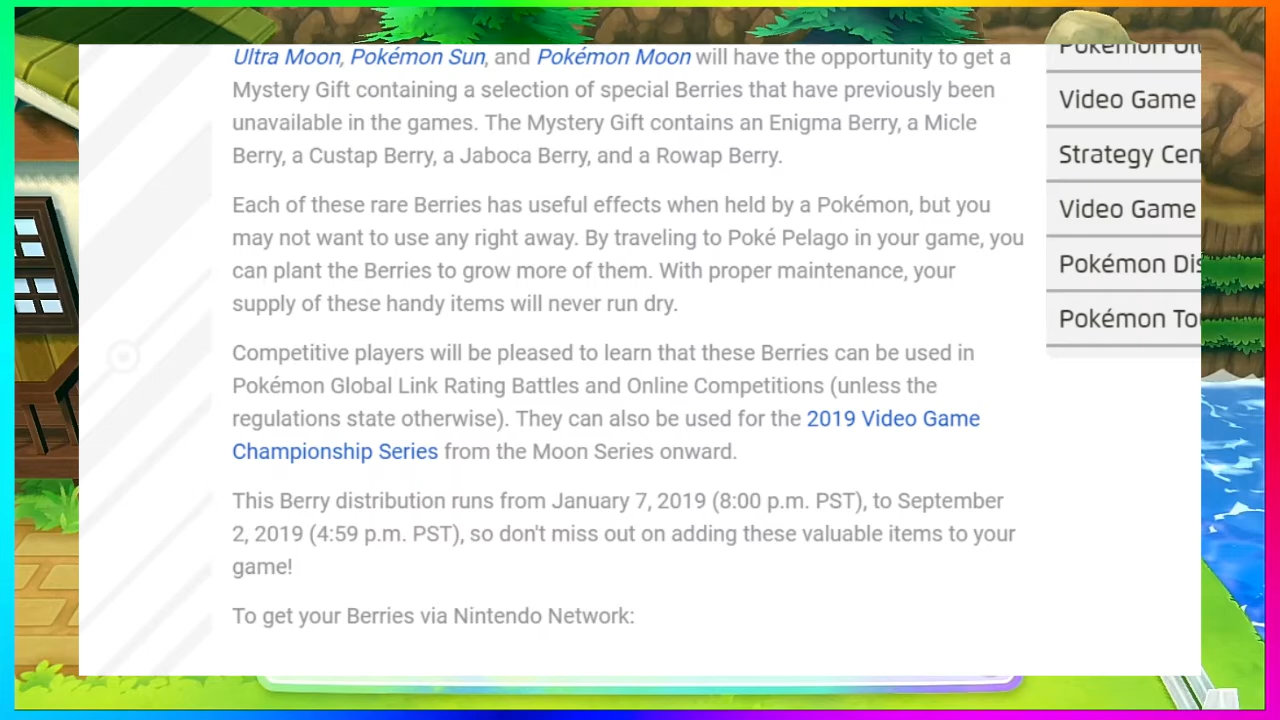 Ultra Moon, Pokémon Sun, and Pokémon Moon will have the opportunity to get a
Mystery Gift containing a selection of special Berries that have previously been
unavailable in the games. The Mystery Gift contains an Enigma Berry, a Micle
Berry, a Custap Berry, a Jaboca Berry, and a Rowap Berry.
Each of these rare Berries has useful effects when held by a Pokémon, but you
may not want to use any right away. By traveling to Poké Pelago in your game, you
can plant the Berries to grow more of them. With proper maintenance, your
supply of these handy items will never run dry.
Competitive players will be pleased to learn that these Berries can be used in
Pokémon Global Link Rating Battles and Online Competitions (unless the
regulations state otherwise). They can also be used for the 2019 Video Game
Championship Series from the Moon Series onward.
This Berry distribution runs from January 7, 2019 (8:00 p.m. PST), to September
2, 2019 (4:59 p.m. PST), so don't miss out on adding these valuable items to your
game!
To get your Berries via Nintendo Network:
Pokémon
Video Game
Strategy Cen
Video Game
Pokémon Dis
Pokémon To